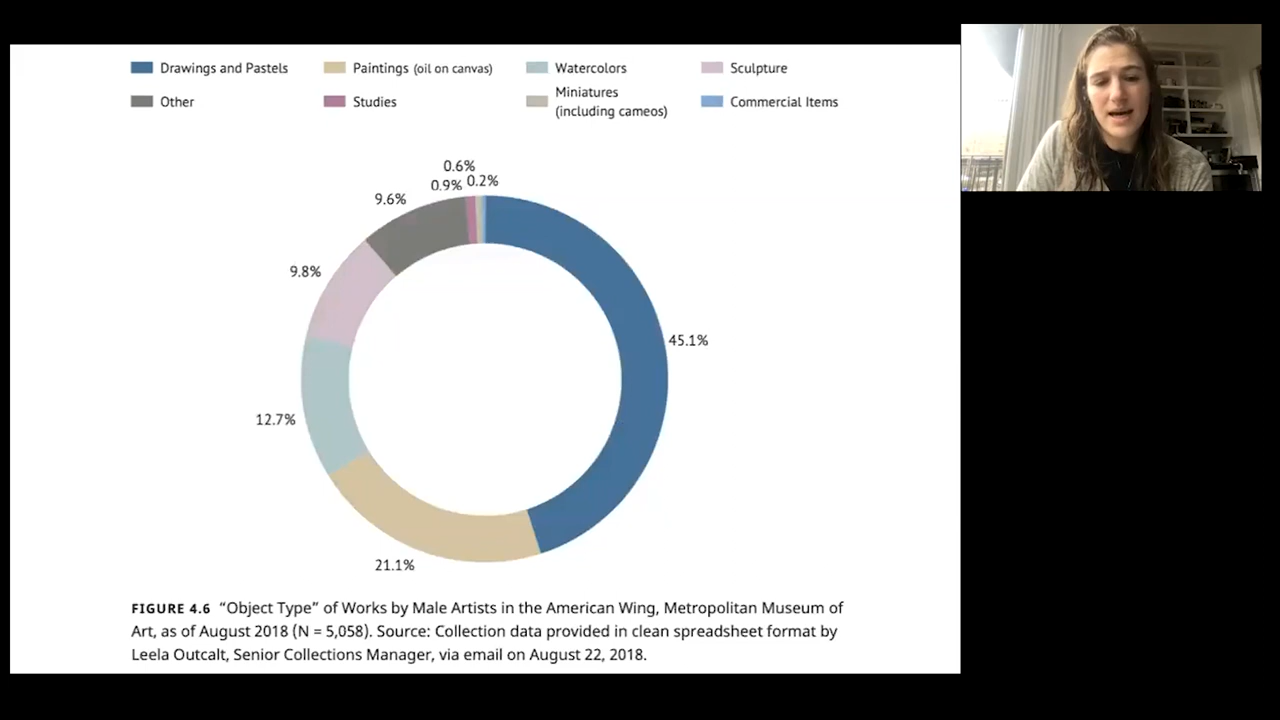 Drawings and Pastels
Paintings (oil on canvas)
Watercolors
Sculpture
Other
Studies
Miniatures
(including cameos)
Commercial Items
0.6%
0.9% 0.2%
9.6%
9.8%
45.1%
12.7%
21.1%
FIGURE 4.6 “Object Type” of Works by Male Artists in the American Wing, Metropolitan Museum of
Art, as of August 2018 (N = 5,058). Source: Collection data provided in clean spreadsheet format by
Leela Outcalt, Senior Collections Manager, via email on August 22, 2018.